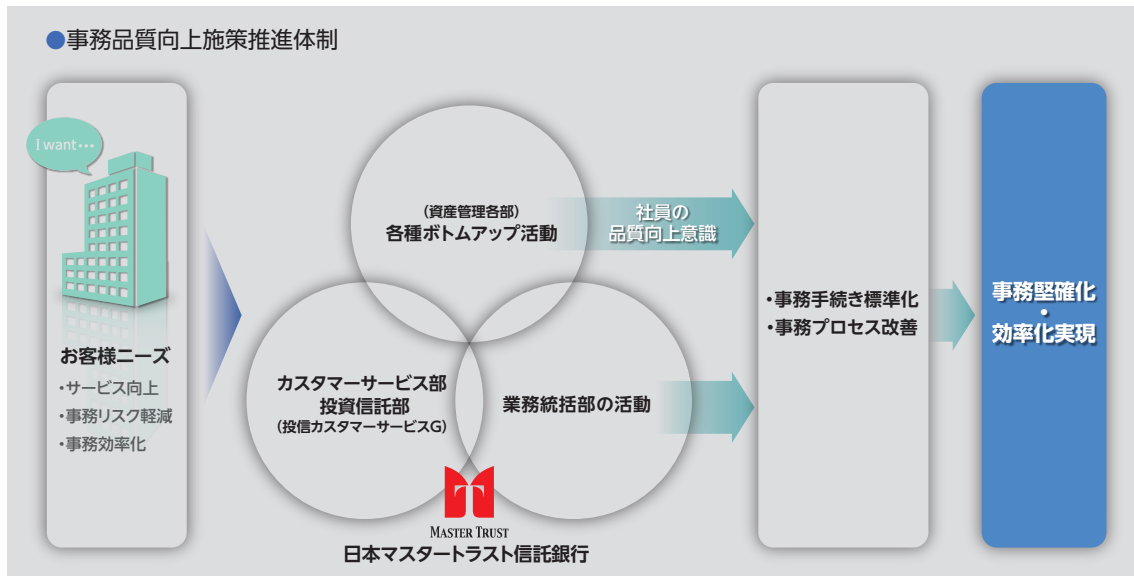 ●事務品質向上施策推進体制
I want・・・
お客様ニーズ
・サービス向上
・事務リスク軽減
・事務効率化
(資産管理各部)
各種ボトムアップ活動
社員の
品質向上意識
カスタマーサービス部
投資信託部
(投信カスタマーサービスG)
業務統括部の活動
MASTER TRUST
日本マスタートラスト信託銀行
・事務手続き標準化
・事務プロセス改善
事務堅確化
・
効率化実現